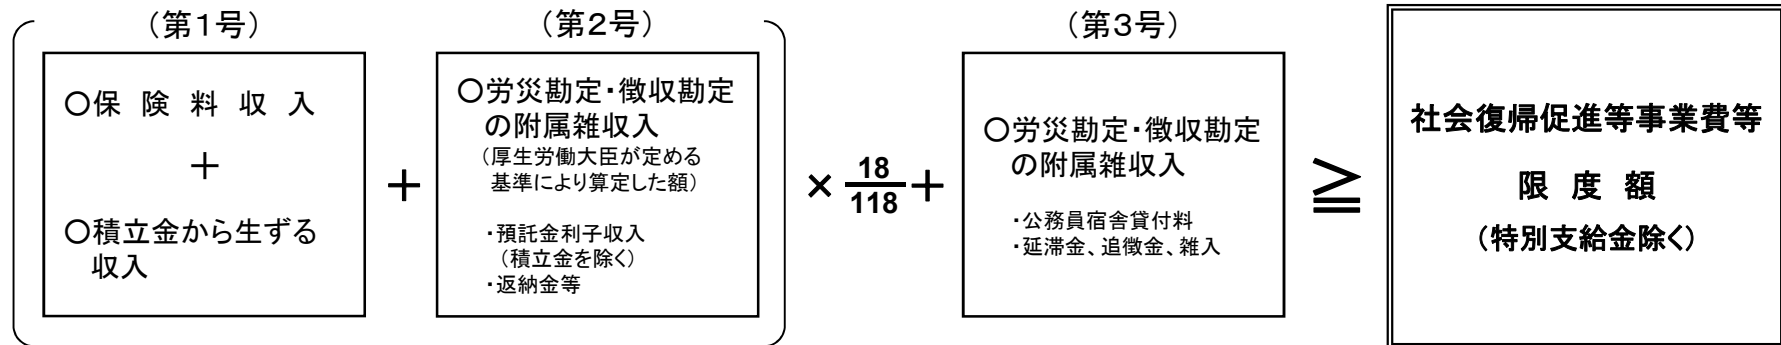 (第1号)
○保険料収入
＋
○積立金から生ずる
収入
＋
(第2号)
○労災勘定・徴収勘定
の附属雑収入
(厚生労働大臣が定める
基準により算定した額)
・預託金利子収入
(積立金を除く)
・返納金等
×
18
118
＋
(第3号)
○労災勘定・徴収勘定
の附属雑収入
・公務員宿舎貸付料
・延滞金、追徴金、雑入
≧
社会復帰促進等事業費等
限度額
(特別支給金除く)